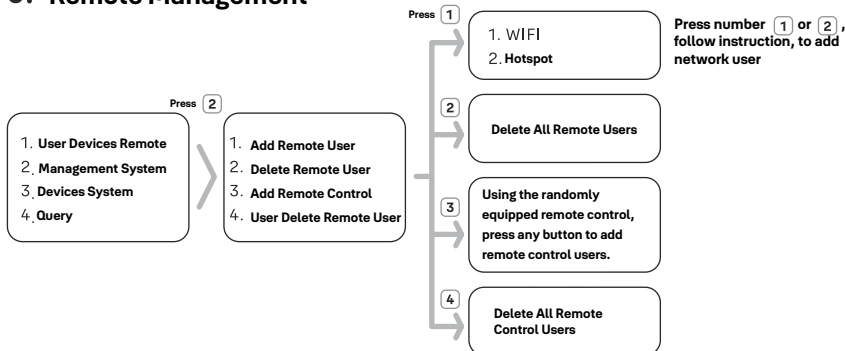 Remote Management
Press 2
1. User Devices Remote
2. Management System
3. Devices System
4. Query
1. Add Remote User
2. Delete Remote User
3. Add Remote Control
4. User Delete Remote User
Press 1
1. WIFI
2. Hotspot
Press number 1 or 2 ,
follow instruction, to add
network user
2
Delete All Remote Users
3
Using the randomly
equipped remote control,
press any button to add
remote control users.
4
Delete All Remote
Control Users